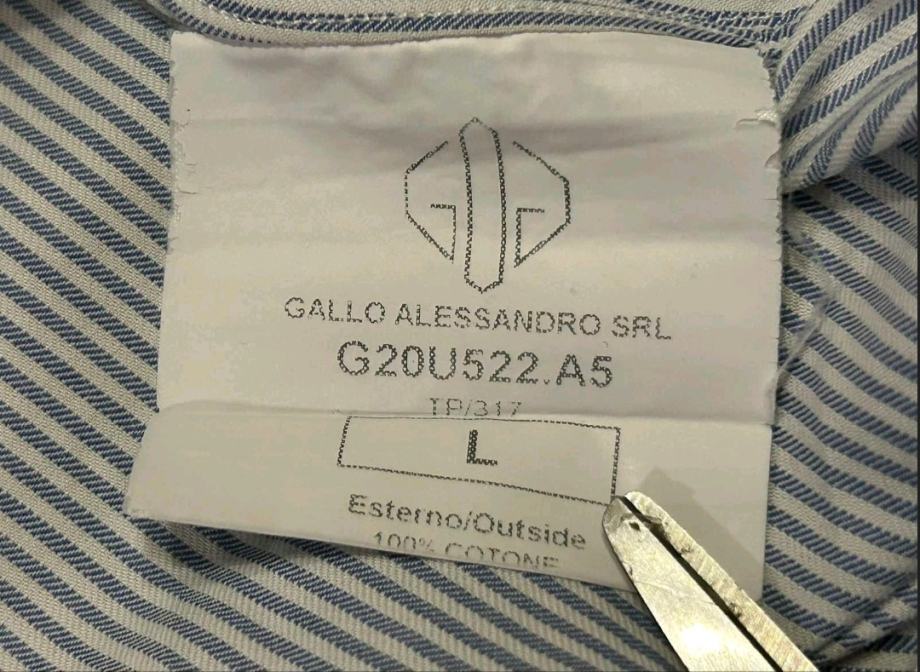 GALLO ALESSANDRO SRL
G20U522.A5
TP/317
L
Esterno/Outside
100% COTONE